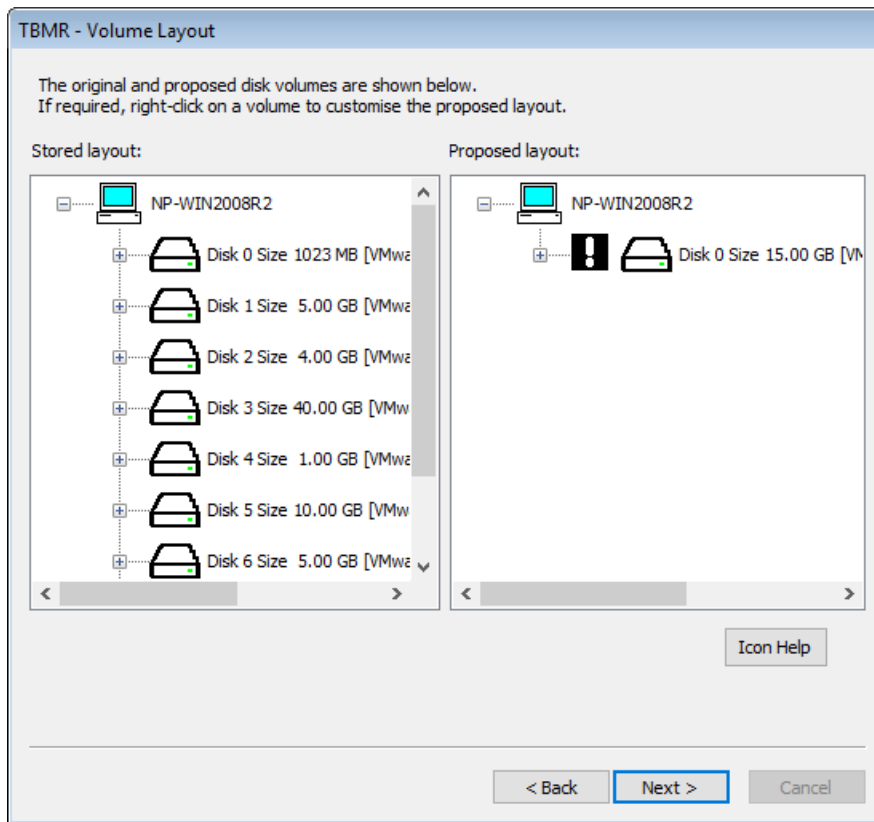 TBMR - Volume Layout
The original and proposed disk volumes are shown below.
If required, right-click on a volume to customise the proposed layout.
Stored layout:
Proposed layout:
NP-WIN2008R2
Disk 0 Size 1023 MB [VMwa
Disk 1 Size 5.00 GB [VMwa
Disk 2 Size 4.00 GB [VMwa
Disk 3 Size 40.00 GB [VMw
Disk 4 Size 1.00 GB [VMwa
Disk 5 Size 10.00 GB [VMw
Disk 6 Size 5.00 GB [VMwa
NP-WIN2008R2
Disk 0 Size 15.00 GB [VM
Icon Help
< Back
Next >
Cancel